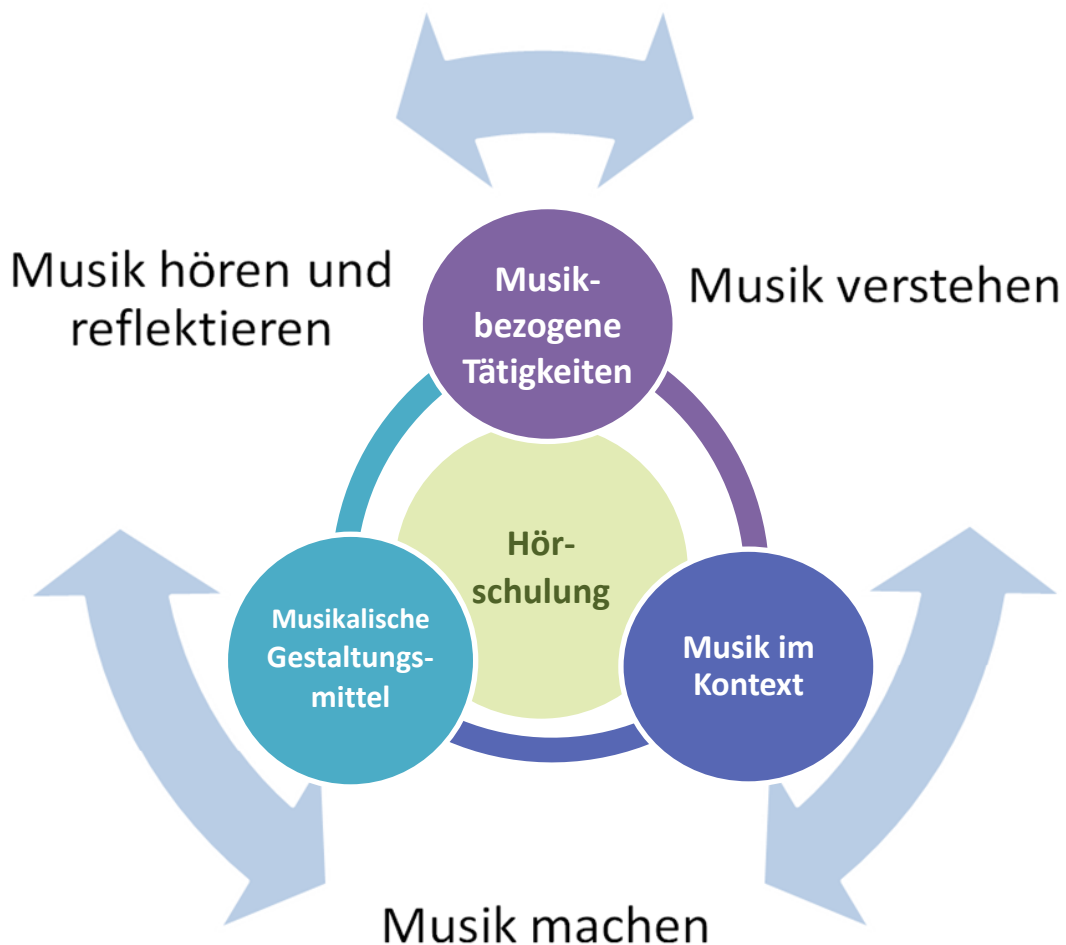 Musik hören und
reflektieren
Musik-
bezogene
Tätigkeiten
Musik verstehen
Hör-
schulung
Musikalische
Gestaltungs-
mittel
Musik im
Kontext
Musik machen